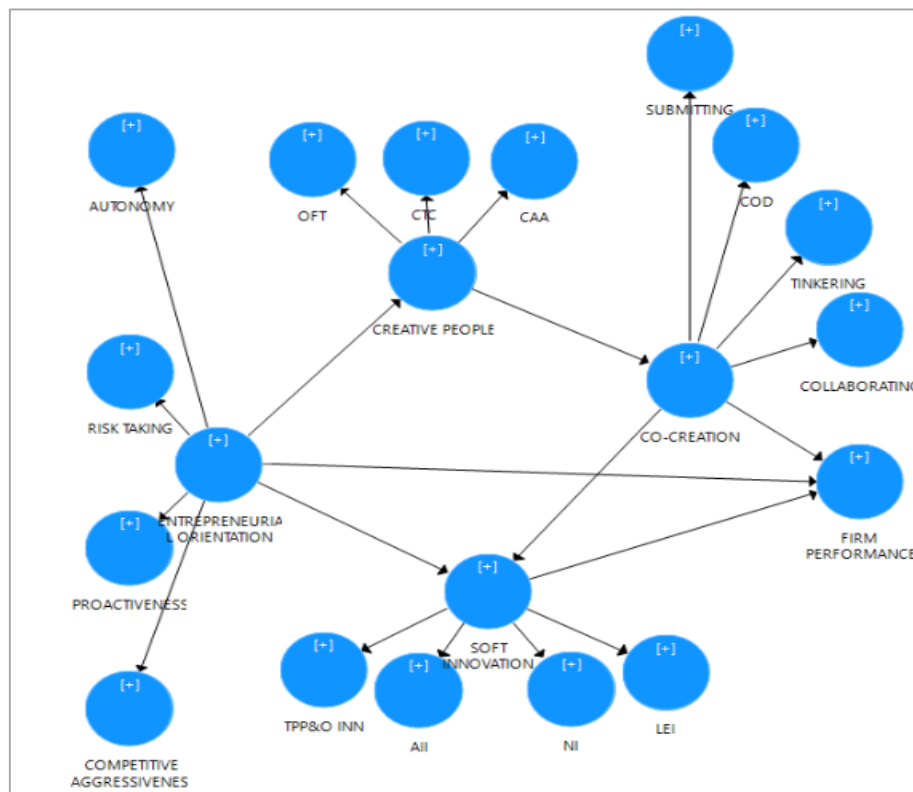 [+]
SUBMITTING
[+]
AUTONOMY
[+]
OFT
[+]
CTC
[+]
CAA
[+]
COD
[+]
TINKERING
[+]
CREATIVE PEOPLE
[+]
COLLABORATING
[+]
RISK TAKING
[+]
CO-CREATION
[+]
ENTREPRENEURIA
L ORIENTATION
[+]
FIRM
PERFORMANCE
[+]
PROACTIVENESS
[+]
SOFT
INNOVATION
[+]
TPP&O INN
[+]
AII
[+]
NI
[+]
LEI
[+]
COMPETITIVE
AGGRESSIVENES